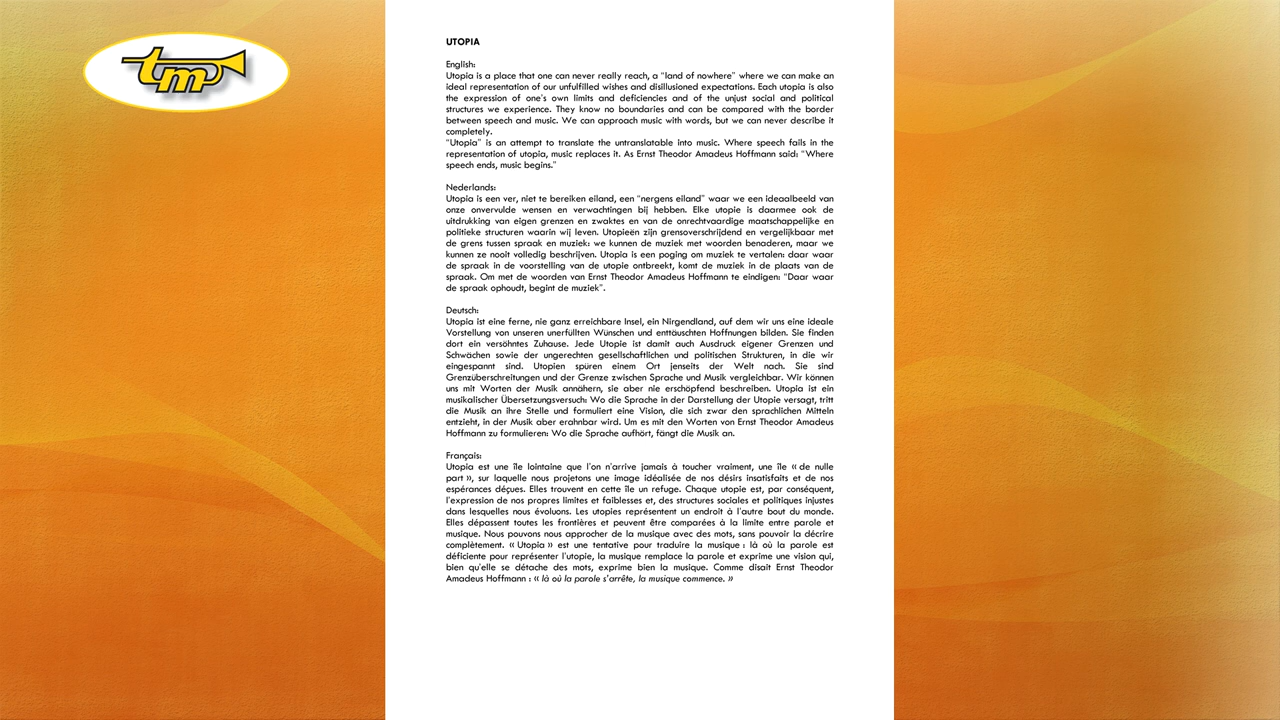 tm
UTOPIA
English:
Utopia is a place that one can never really reach, a “land of nowhere” where we can make an
ideal representation of our unfulfilled wishes and disillusioned expectations. Each utopia is also
the expression of one's own limits and deficiencies and of the unjust social and political
structures we experience. They know no boundaries and can be compared with the border
between speech and music. We can approach music with words, but we can never describe it
completely.
“Utopia” is an attempt to translate the untranslatable into music. Where speech fails in the
representation of utopia, music replaces it. As Ernst Theodor Amadeus Hoffmann said: “Where
speech ends, music begins.”
Nederlands:
Utopia is een ver, niet te bereiken eiland, een “nergens eiland” waar we een ideaalbeeld van
onze onvervulde wensen en verwachtingen bij hebben. Elke utopie is daarmee ook de
uitdrukking van eigen grenzen en zwaktes en van de onrechtvaardige maatschappelijke en
politieke structuren waarin wij leven. Utopieën zijn grensoverschrijdend en vergelijkbaar met
de grens tussen spraak en muziek: we kunnen de muziek met woorden benaderen, maar we
kunnen ze nooit volledig beschrijven. Utopia is een poging om muziek te vertalen: daar waar
de spraak in de voorstelling van de utopie ontbreekt, komt de muziek in de plaats van de
spraak. Om met de woorden van Ernst Theodor Amadeus Hoffmann te eindigen: “Daar waar
de spraak ophoudt, begint de muziek”.
Deutsch:
Utopia ist eine ferne, nie ganz erreichbare Insel, ein Nirgendland, auf dem wir uns eine ideale
Vorstellung von unseren unerfüllten Wünschen und enttäuschten Hoffnungen bilden. Sie finden
dort ein versöhntes Zuhause. Jede Utopie ist damit auch Ausdruck eigener Grenzen und
Schwächen sowie der ungerechten gesellschaftlichen und politischen Strukturen, in die wir
eingespannt sind. Utopien spüren einem Ort jenseits der Welt nach. Sie sind
Grenzüberschreitungen und der Grenze zwischen Sprache und Musik vergleichbar. Wir können
uns mit Worten der Musik annähern, sie aber nie erschöpfend beschreiben. Utopia ist ein
musikalischer Übersetzungsversuch: Wo die Sprache in der Darstellung der Utopie versagt, tritt
die Musik an ihre Stelle und formuliert eine Vision, die sich zwar den sprachlichen Mitteln
entzieht, in der Musik aber erahnbar wird. Um es mit den Worten von Ernst Theodor Amadeus
Hoffmann zu formulieren: Wo die Sprache aufhört, fängt die Musik an.
Français:
Utopia est une île lointaine que l'on n'arrive jamais à toucher vraiment, une île « de nulle
part », sur laquelle nous projetons une image idéalisée de nos désirs insatisfaits et de nos
espérances déçues. Elles trouvent en cette île un refuge. Chaque utopie est, par conséquent,
l'expression de nos propres limites et faiblesses et, des structures sociales et politiques injustes
dans lesquelles nous évoluons. Les utopies représentent un endroit à l'autre bout du monde.
Elles dépassent toutes les frontières et peuvent être comparées à la limite entre parole et
musique. Nous pouvons nous approcher de la musique avec des mots, sans pouvoir la décrire
complètement. « Utopia » est une tentative pour traduire la musique : là où la parole est
déficiente pour représenter l'utopie, la musique remplace la parole et exprime une vision qui,
bien qu'elle se détache des mots, exprime bien la musique. Comme disait Ernst Theodor
Amadeus Hoffmann : « là où la parole s'arrête, la musique commence. »